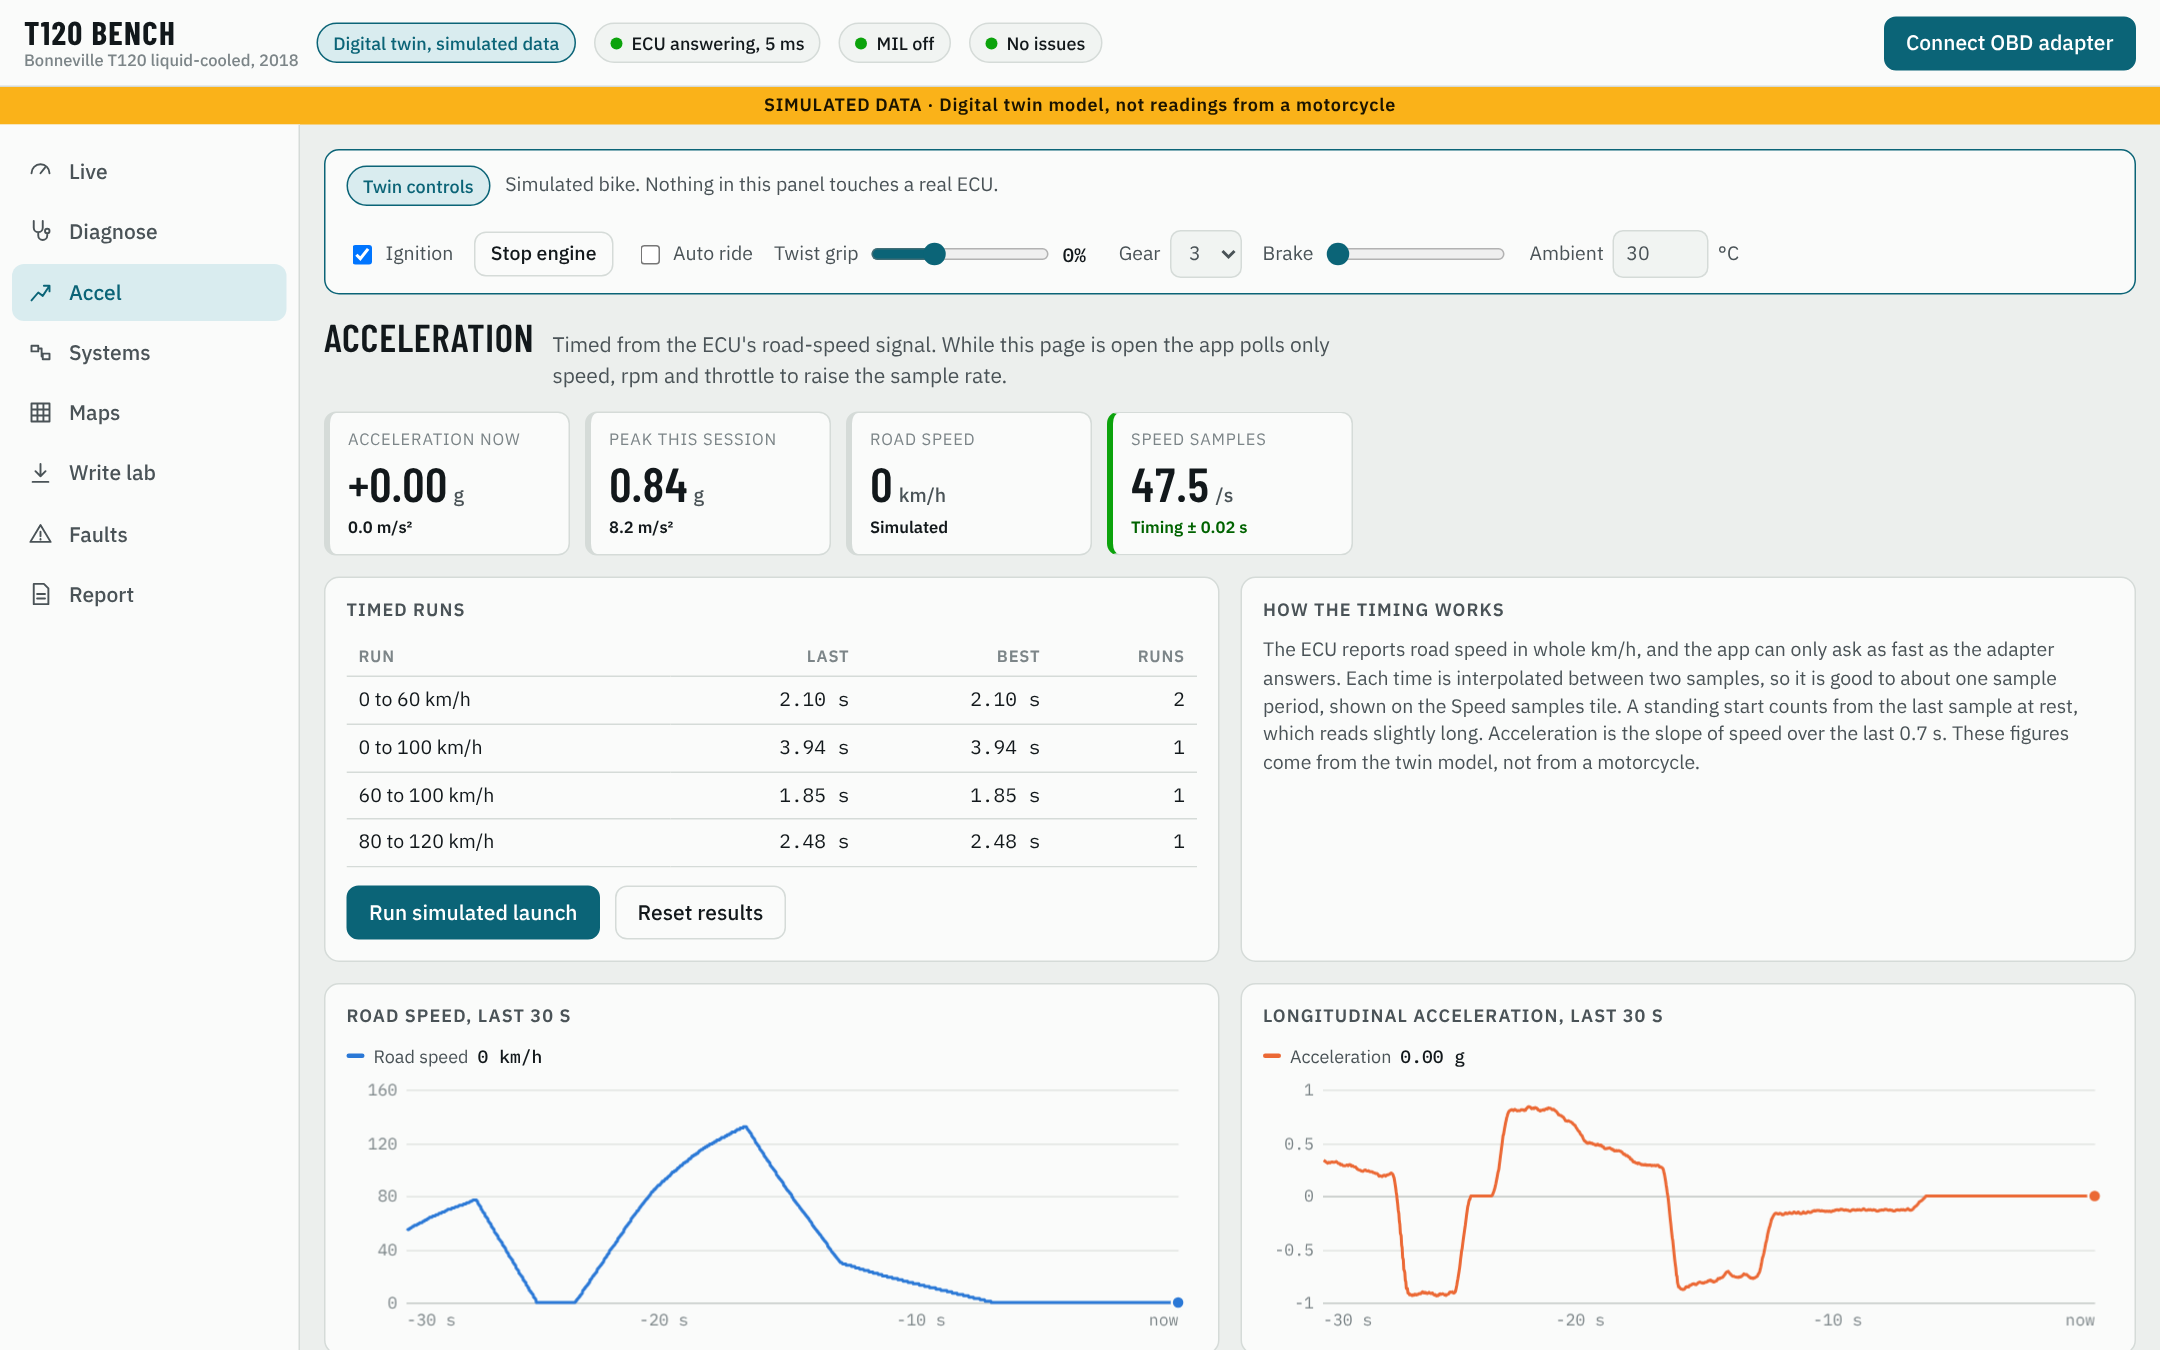 T120 BENCH
Bonneville T120 liquid-cooled, 2018
Digital twin, simulated data
ECU answering, 5 ms
MIL off
No issues
Connect OBD adapter
SIMULATED DATA · Digital twin model, not readings from a motorcycle
Live
Diagnose
Accel
Systems
Maps
Write lab
Faults
Report
Twin controls
Simulated bike. Nothing in this panel touches a real ECU.
Ignition
Stop engine
Auto ride
Twist grip
0%
Gear
3
Brake
Ambient
30
°C
ACCELERATION
Timed from the ECU's road-speed signal. While this page is open the app polls only
speed, rpm and throttle to raise the sample rate.
ACCELERATION NOW
+0.00 g
0.0 m/s²
PEAK THIS SESSION
0.84 g
8.2 m/s²
ROAD SPEED
0 km/h
Simulated
SPEED SAMPLES
47.5 /s
Timing ± 0.02 s
TIMED RUNS
RUN LAST BEST RUNS
0 to 60 km/h 2.10 s 2.10 s 2
0 to 100 km/h 3.94 s 3.94 s 1
60 to 100 km/h 1.85 s 1.85 s 1
80 to 120 km/h 2.48 s 2.48 s 1
Run simulated launch
Reset results
HOW THE TIMING WORKS
The ECU reports road speed in whole km/h, and the app can only ask as fast as the adapter
answers. Each time is interpolated between two samples, so it is good to about one sample
period, shown on the Speed samples tile. A standing start counts from the last sample at rest,
which reads slightly long. Acceleration is the slope of speed over the last 0.7 s. These figures
come from the twin model, not from a motorcycle.
ROAD SPEED, LAST 30 S
Road speed 0 km/h
160
120
80
40
0
-30 s -20 s -10 s now
LONGITUDINAL ACCELERATION, LAST 30 S
Acceleration 0.00 g
1
0.5
0
-0.5
-1
-30 s -20 s -10 s now